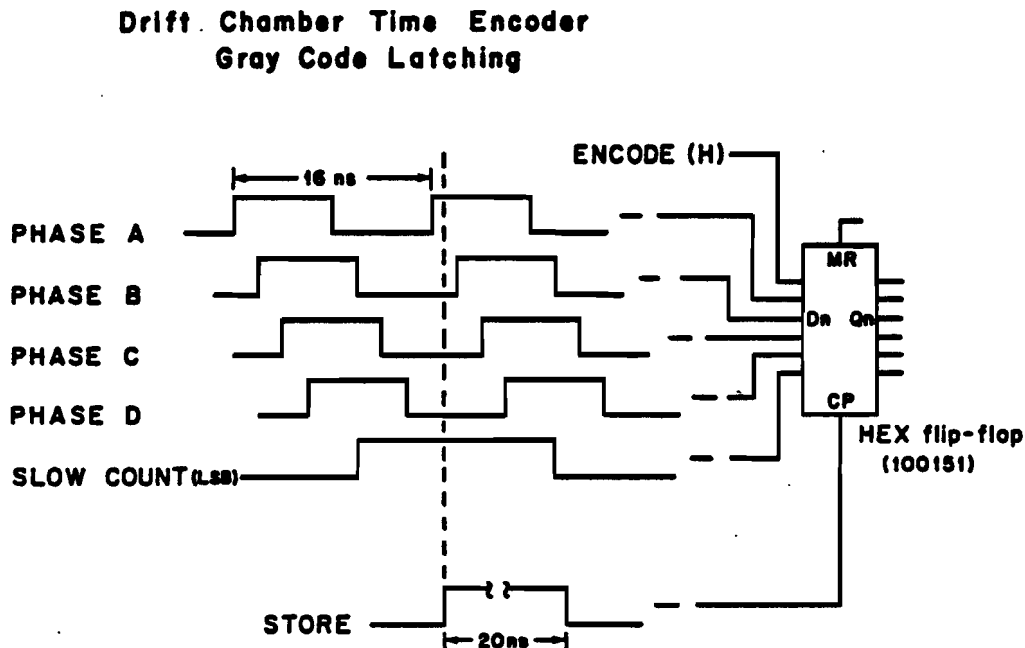 Drift Chamber Time Encoder
Gray Code Latching
ENCODE (H)
16 ns
PHASE A
MR
PHASE B
Dn Qn
PHASE C
PHASE D
CP
HEX flip-flop
(100151)
SLOW COUNT (LSB)
STORE
20ns